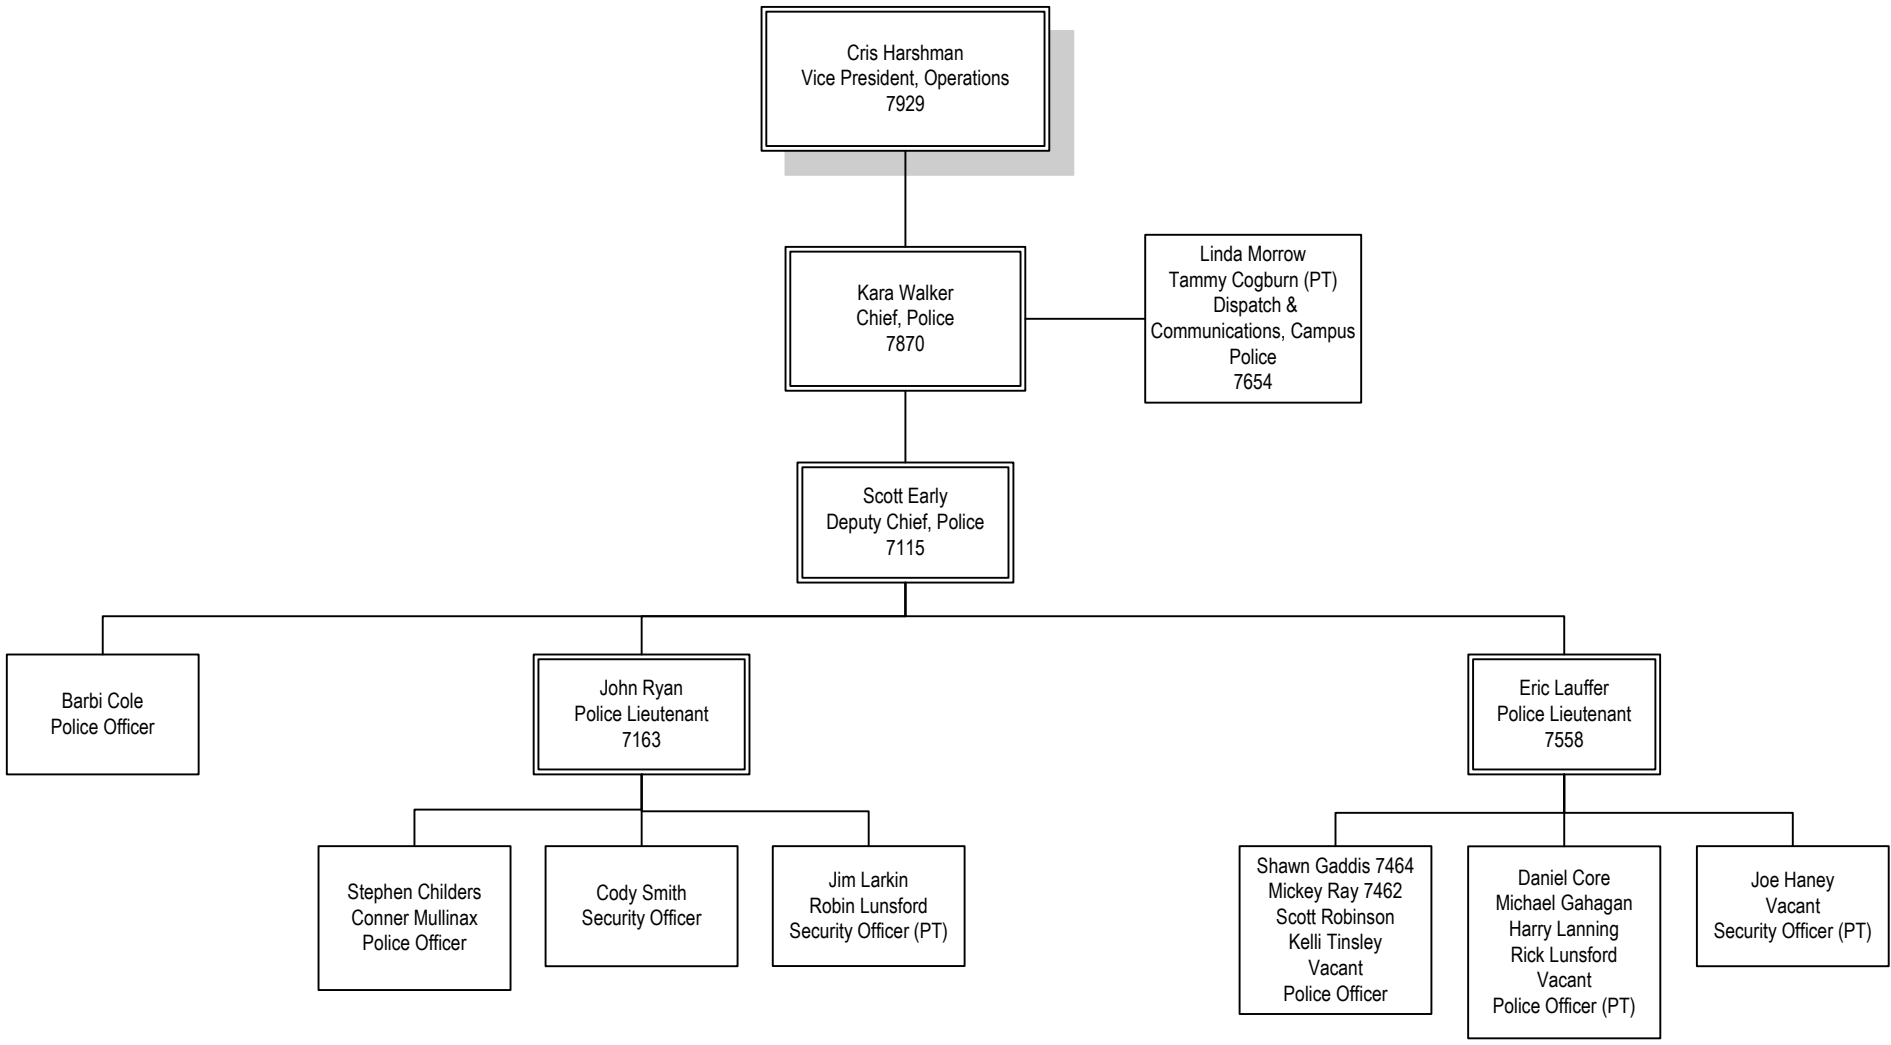 Cris Harshman
Vice President, Operations
7929
Kara Walker
Chief, Police
7870
Linda Morrow
Tammy Cogburn (PT)
Dispatch &
Communications, Campus
Police
7654
Scott Early
Deputy Chief, Police
7115
Barbi Cole
Police Officer
John Ryan
Police Lieutenant
7163
Eric Lauffer
Police Lieutenant
7558
Stephen Childers
Conner Mullinax
Police Officer
Cody Smith
Security Officer
Jim Larkin
Robin Lunsford
Security Officer (PT)
Shawn Gaddis 7464
Mickey Ray 7462
Scott Robinson
Kelli Tinsley
Vacant
Police Officer
Daniel Core
Michael Gahagan
Harry Lanning
Rick Lunsford
Vacant
Police Officer (PT)
Joe Haney
Vacant
Security Officer (PT)